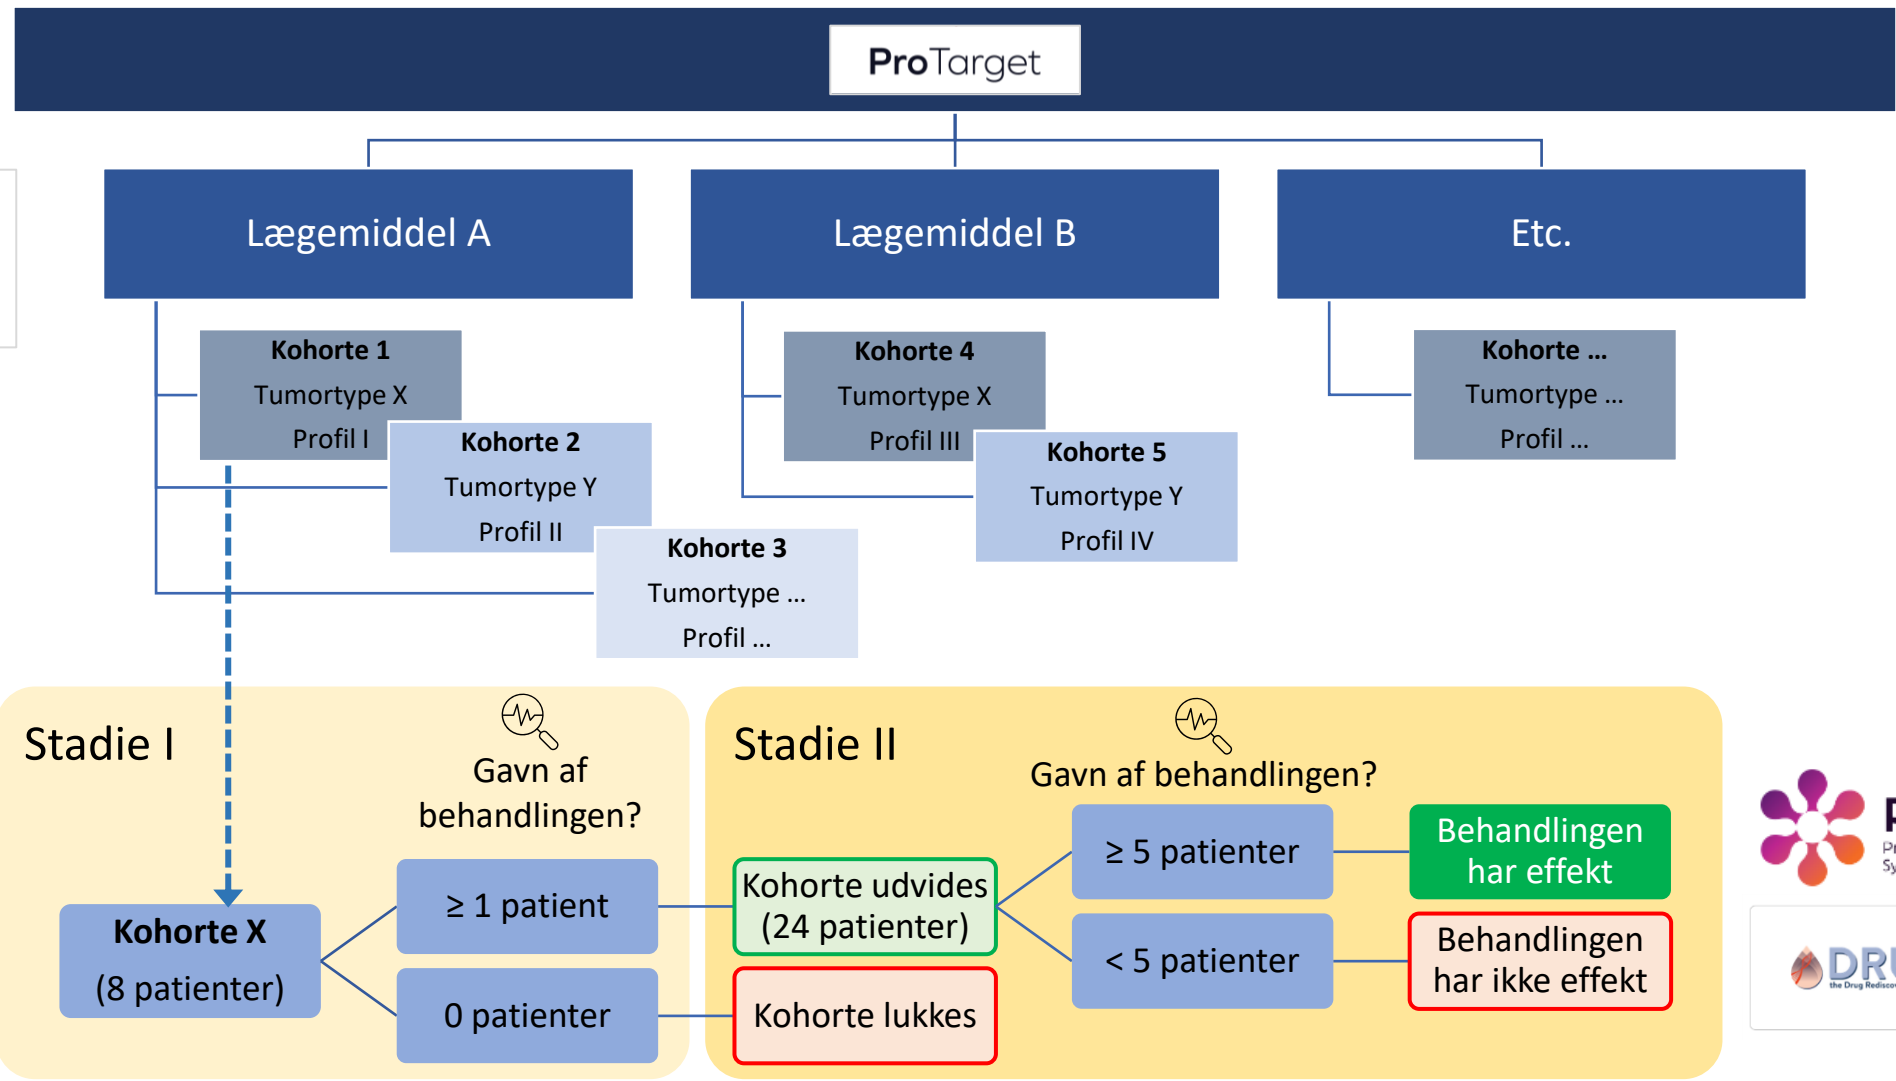 ProTarget
Lægemiddel A
Lægemiddel B
Etc.
Kohorte 1
Tumortype X
Profil I
Kohorte 2
Tumortype Y
Profil II
Kohorte 3
Tumortype ...
Profil ...
Kohorte 4
Tumortype X
Profil III
Kohorte 5
Tumortype Y
Profil IV
Kohorte ...
Tumortype ...
Profil ...
Stadie I
Gavn af
behandlingen?
Kohorte X
(8 patienter)
≥ 1 patient
0 patienter
Stadie II
Gavn af behandlingen?
Kohorte udvides
(24 patienter)
Kohorte lukkes
≥ 5 patienter
< 5 patienter
Behandlingen
har effekt
Behandlingen
har ikke effekt
the Drug